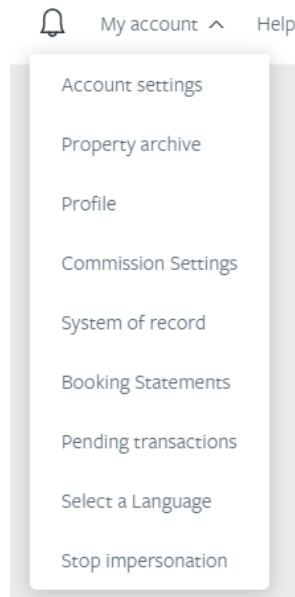 My account Help
Account settings
Property archive
Profile
Commission Settings
System of record
Booking Statements
Pending transactions
Select a Language
Stop impersonation